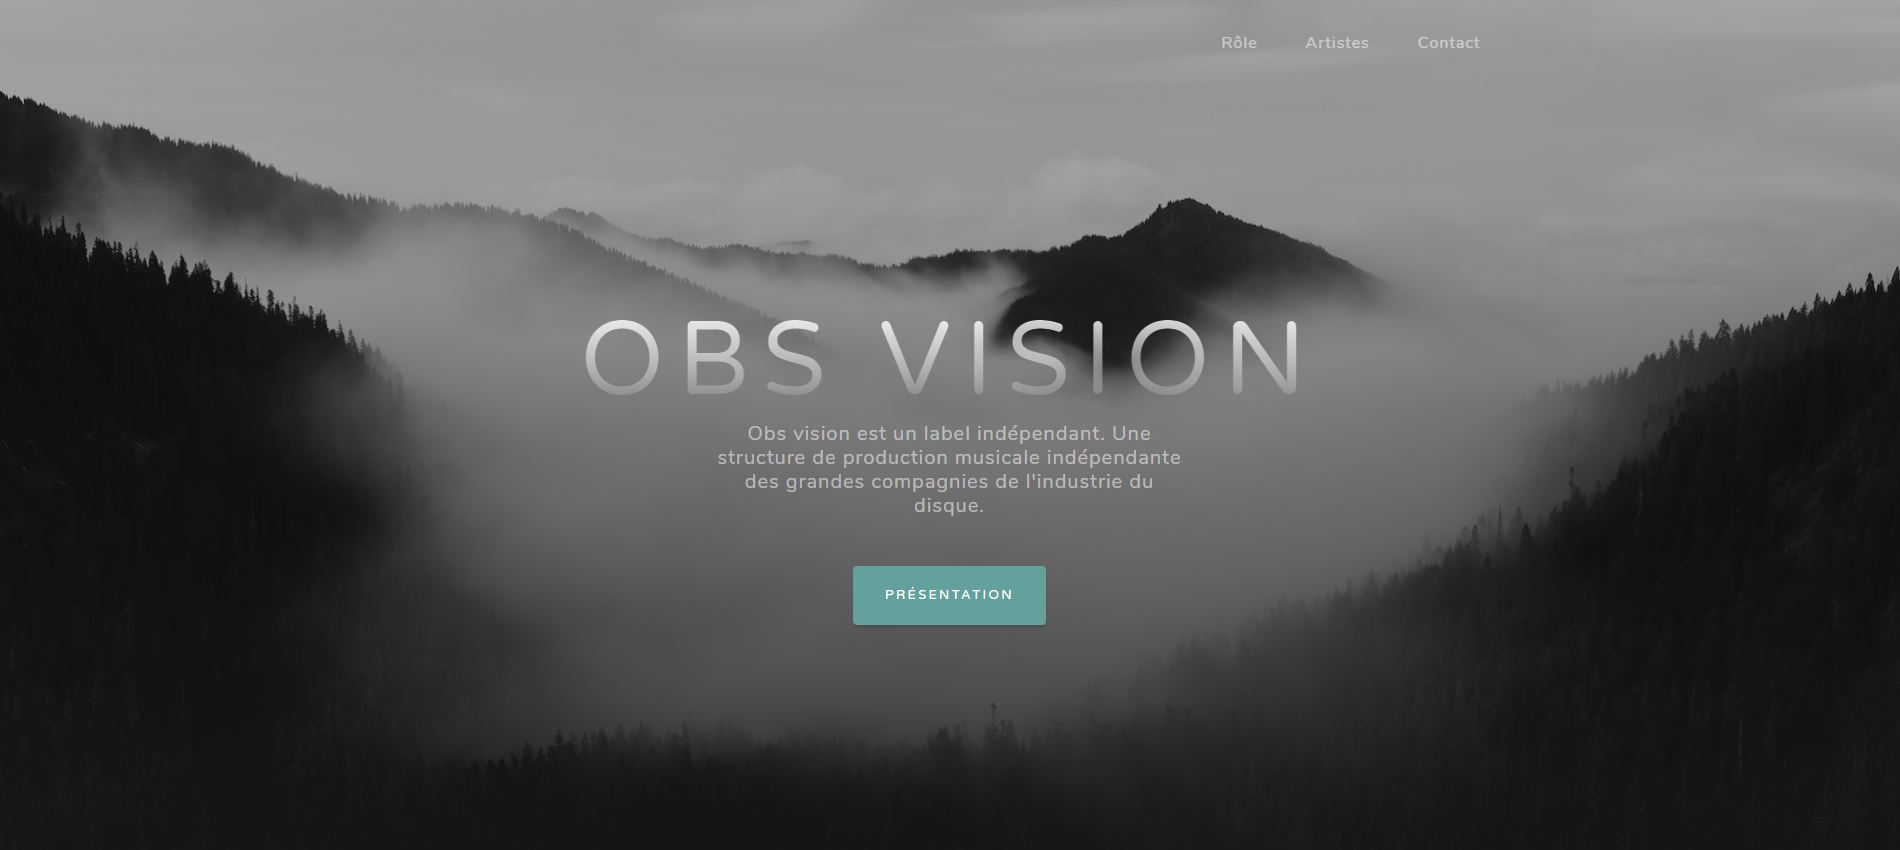 Rôle Artistes Contact
OBS VISION
Obs vision est un label indépendant. Une
structure de production musicale indépendante
des grandes compagnies de l'industrie du
disque.
PRÉSENTATION